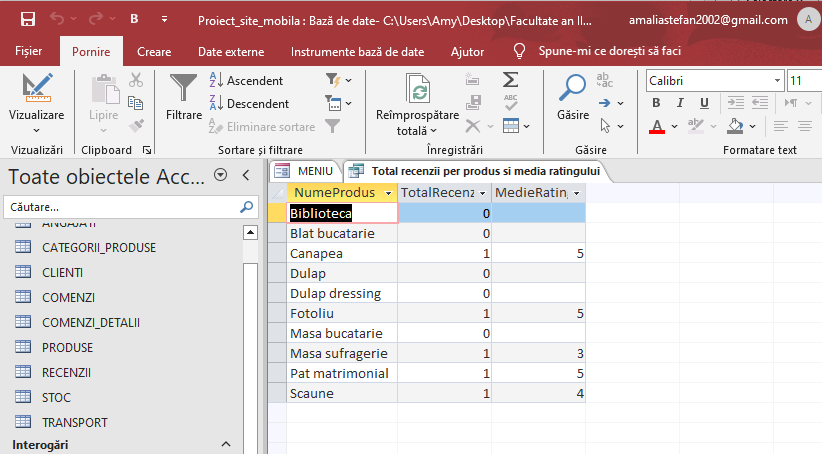 Proiect_site_mobila : Bază de date- C:\Users\Amy\Desktop\Facultate an II...
amaliastefan2002@gmail.com
A
Fișier
Pornire
Creare
Date externe
Instrumente bază de date
Ajutor
Spune-mi ce dorești să faci
Vizualizare
Lipire
Filtrare
Ascendent
Descendent
Eliminare sortare
Reîmprospătare totală
Găsire
Calibri
11
B I U
A
Vizualizări
Clipboard
Sortare și filtrare
Înregistrări
Găsire
Formatare text
Toate obiectele Acc...
Căutare...
ANGAJATI
CATEGORII_PRODUSE
CLIENTI
COMENZI
COMENZI_DETALII
PRODUSE
RECENZII
STOC
TRANSPORT
Interogări
MENIU
Total recenzii per produs si media ratingului
NumeProdus TotalRecenz MedieRating
Biblioteca 0
Blat bucatarie 0
Canapea 1 5
Dulap 0
Dulap dressing 0
Fotoliu 1 5
Masa bucatarie 0
Masa sufragerie 1 3
Pat matrimonial 1 5
Scaune 1 4